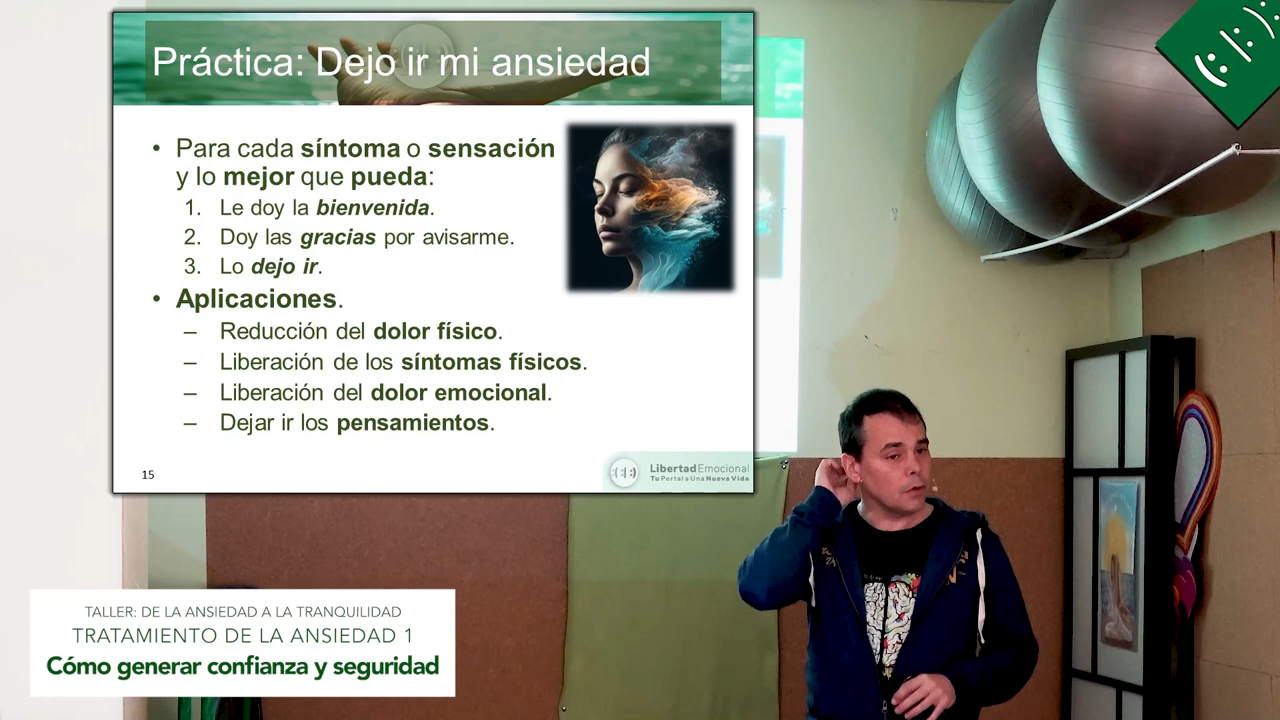 Práctica: Dejo ir mi ansiedad
• Para cada síntoma o sensación
y lo mejor que pueda:
1. Le doy la bienvenida.
2. Doy las gracias por avisarme.
3. Lo dejo ir.
• Aplicaciones.
– Reducción del dolor físico.
– Liberación de los síntomas físicos.
– Liberación del dolor emocional.
– Dejar ir los pensamientos.
15
Libertad Emocional
Tu Portal a Una Nueva Vida
TALLER: DE LA ANSIEDAD A LA TRANQUILIDAD
TRATAMIENTO DE LA ANSIEDAD 1
Cómo generar confianza y seguridad